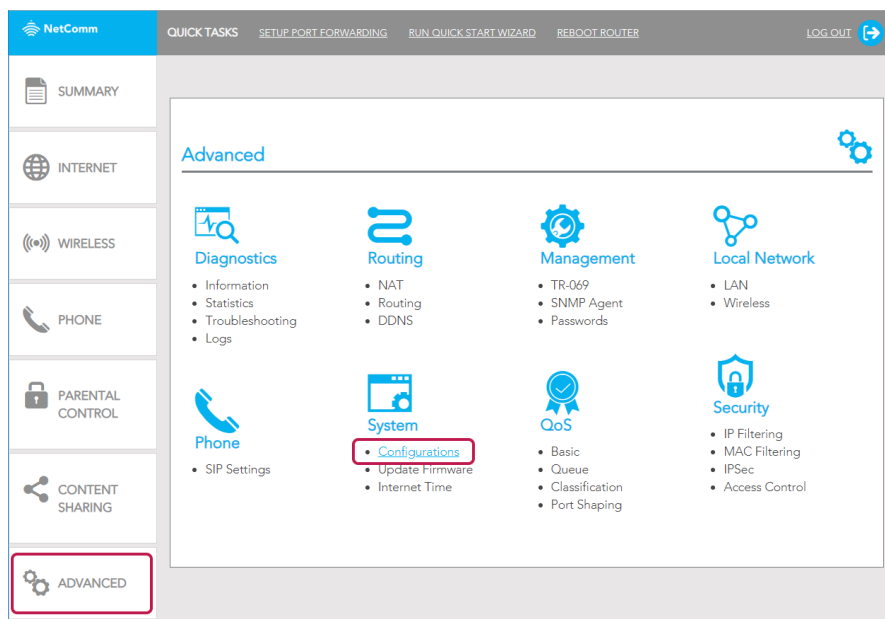 NetComm
QUICK TASKS SETUP PORT FORWARDING RUN QUICK START WIZARD REBOOT ROUTER LOG OUT
SUMMARY
INTERNET
WIRELESS
PHONE
PARENTAL
CONTROL
CONTENT
SHARING
ADVANCED
Advanced
Diagnostics
• Information
• Statistics
• Troubleshooting
• Logs
Routing
• NAT
• Routing
• DDNS
Management
• TR-069
• SNMP Agent
• Passwords
Local Network
• LAN
• Wireless
Phone
• SIP Settings
System
• Configurations
• Update Firmware
• Internet Time
QoS
• Basic
• Queue
• Classification
• Port Shaping
Security
• IP Filtering
• MAC Filtering
• IPSec
• Access Control